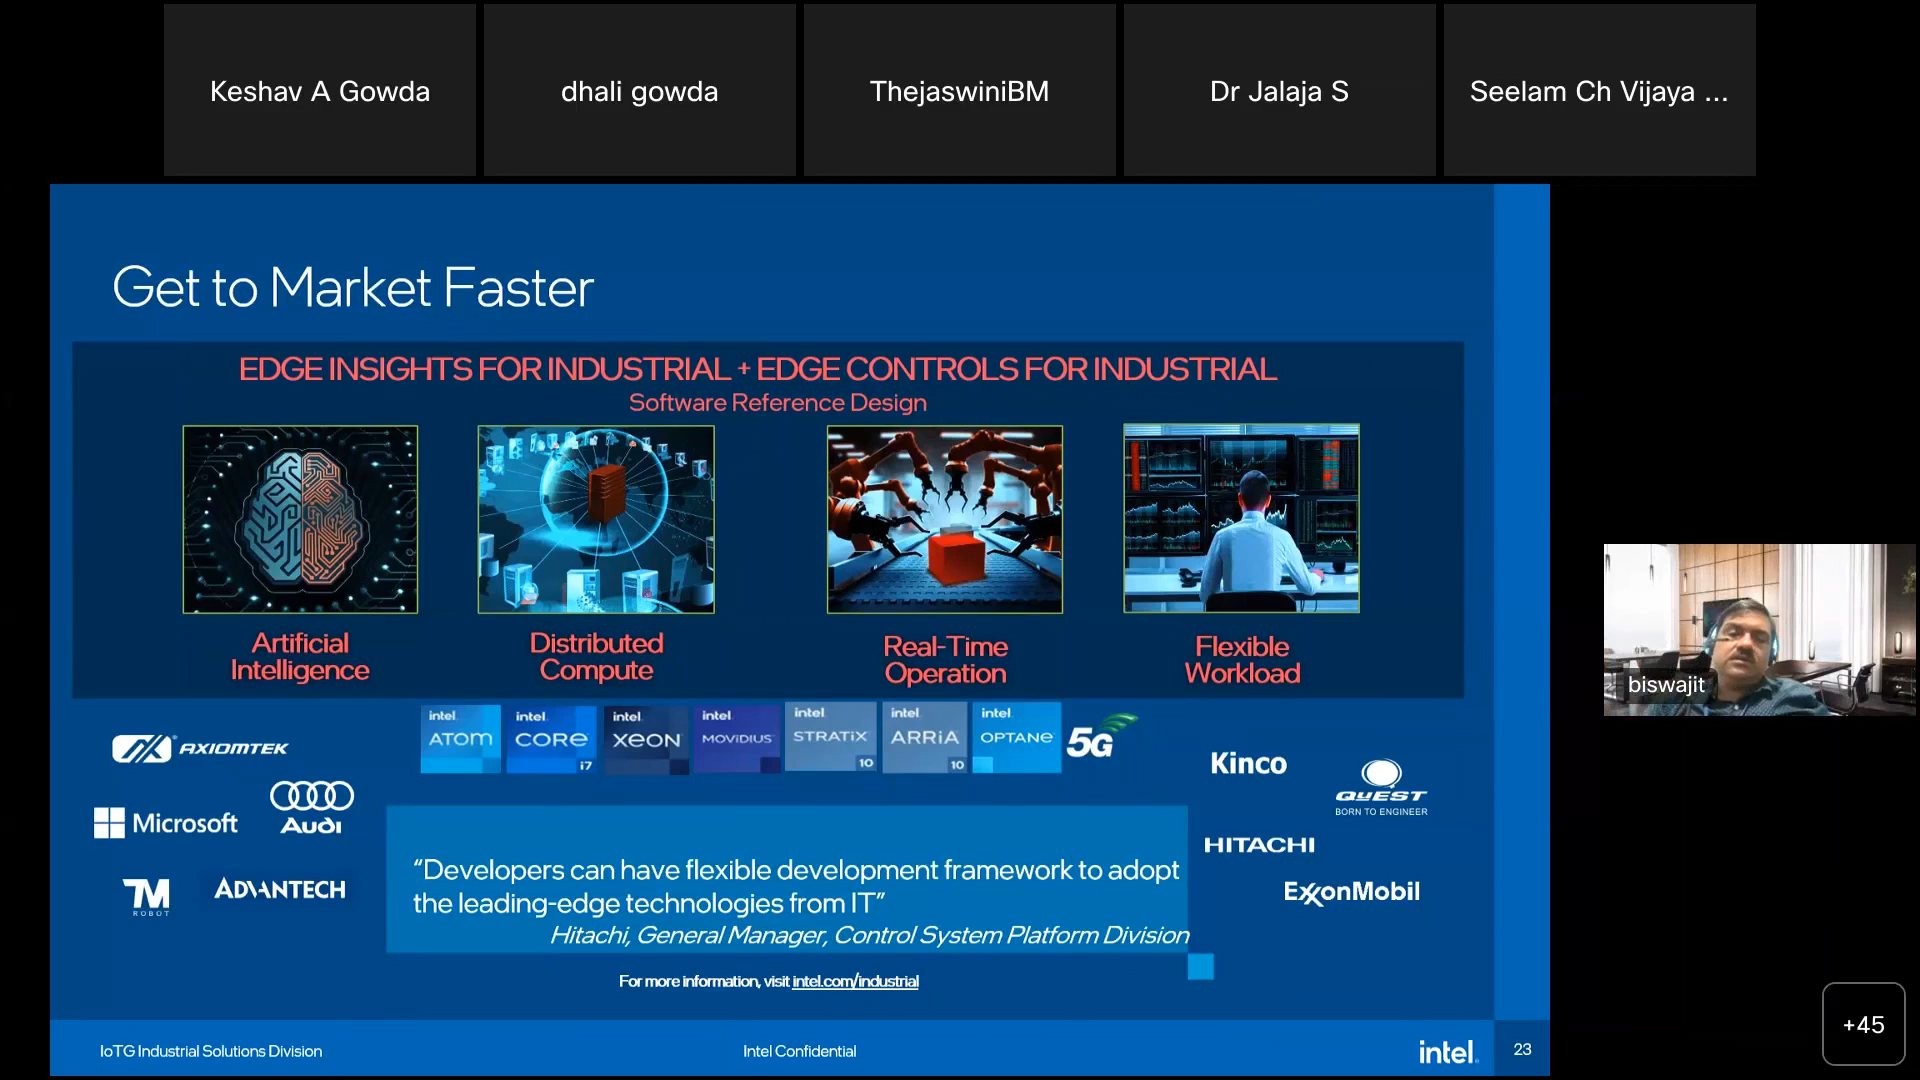 Keshav A Gowda
dhali gowda
ThejaswiniBM
Dr Jalaja S
Seelam Ch Vijaya ...
Get to Market Faster
EDGE INSIGHTS FOR INDUSTRIAL + EDGE CONTROLS FOR INDUSTRIAL
Software Reference Design
Artificial
Intelligence
Distributed
Compute
Real-Time
Operation
Flexible
Workload
intel. ATOM
intel. CORE i7
intel. XEON
intel. MOVIDIUS
intel. STRATIX 10
intel. ARRIA 10
intel. OPTANE
5G
AXIOMTEK
Microsoft
Audi
TM
ROBOT
ADVANTECH
Kinco
QUEST
BORN TO ENGINEER
HITACHI
ExxonMobil
“Developers can have flexible development framework to adopt
the leading-edge technologies from IT”
Hitachi, General Manager, Control System Platform Division
For more information, visit intel.com/industrial
IoTG Industrial Solutions Division
Intel Confidential
intel.
23
biswajit
+45